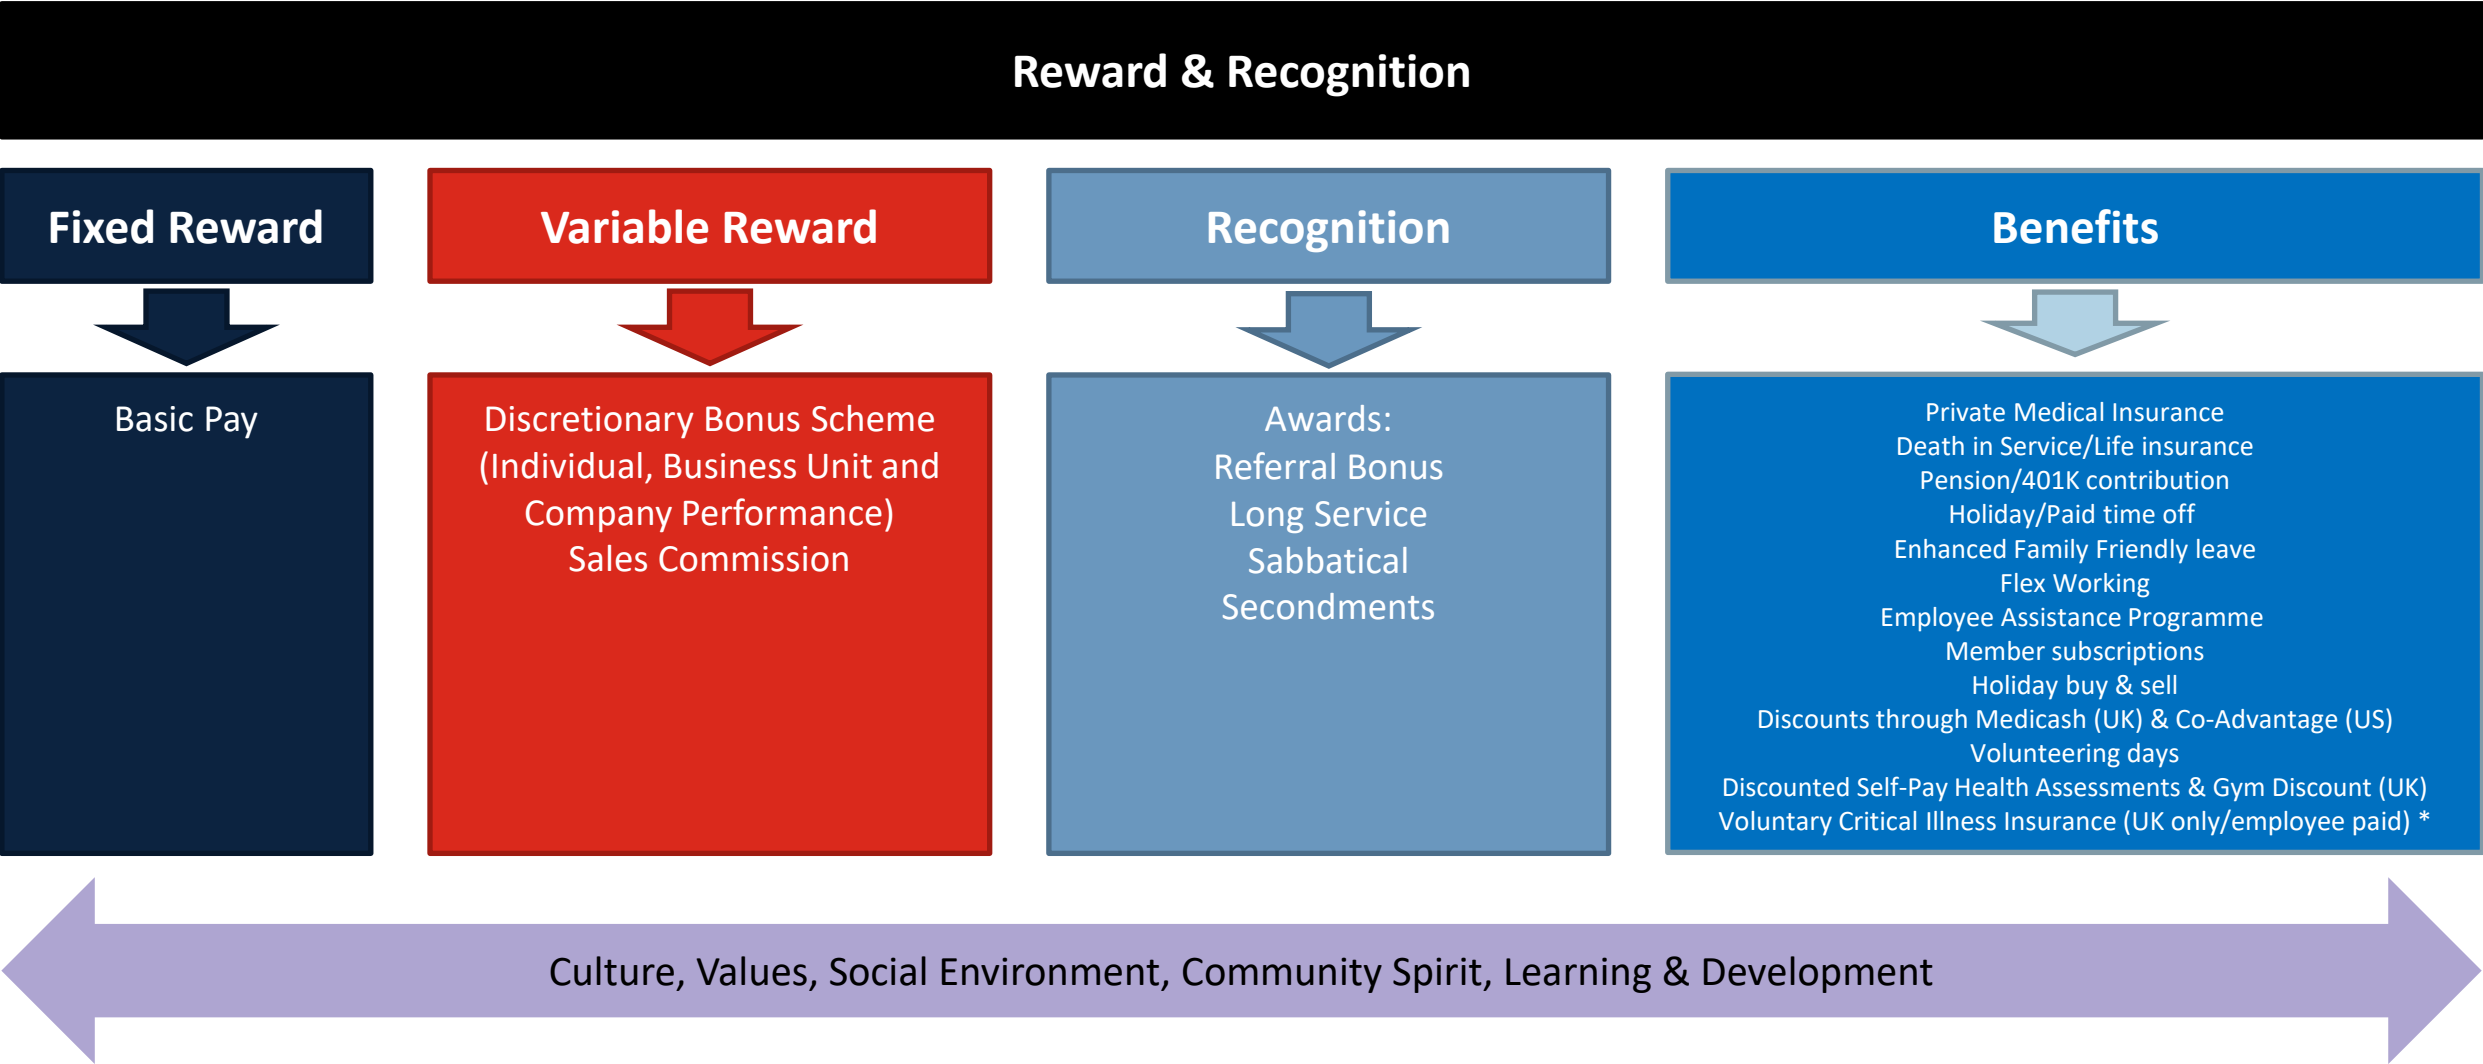 Reward & Recognition
Fixed Reward
Basic Pay
Variable Reward
Discretionary Bonus Scheme
(Individual, Business Unit and
Company Performance)
Sales Commission
Recognition
Awards:
Referral Bonus
Long Service
Sabbatical
Secondments
Benefits
Private Medical Insurance
Death in Service/Life insurance
Pension/401K contribution
Holiday/Paid time off
Enhanced Family Friendly leave
Flex Working
Employee Assistance Programme
Member subscriptions
Holiday buy & sell
Discounts through Medicash (UK) & Co-Advantage (US)
Volunteering days
Discounted Self-Pay Health Assessments & Gym Discount (UK)
Voluntary Critical Illness Insurance (UK only/employee paid) *
Culture, Values, Social Environment, Community Spirit, Learning & Development